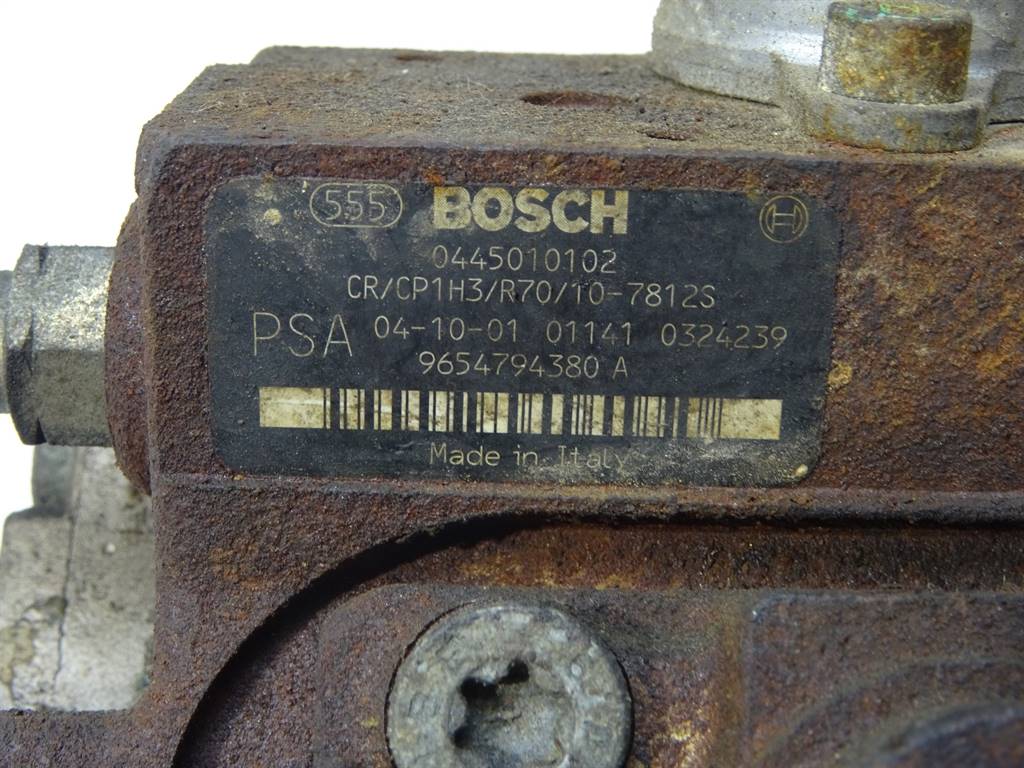 555 BOSCH
0445010102
CR/CP1H3/R70/10-7812S
PSA 04-10-01 01141 0324239
9654794380 A
Made in Italy